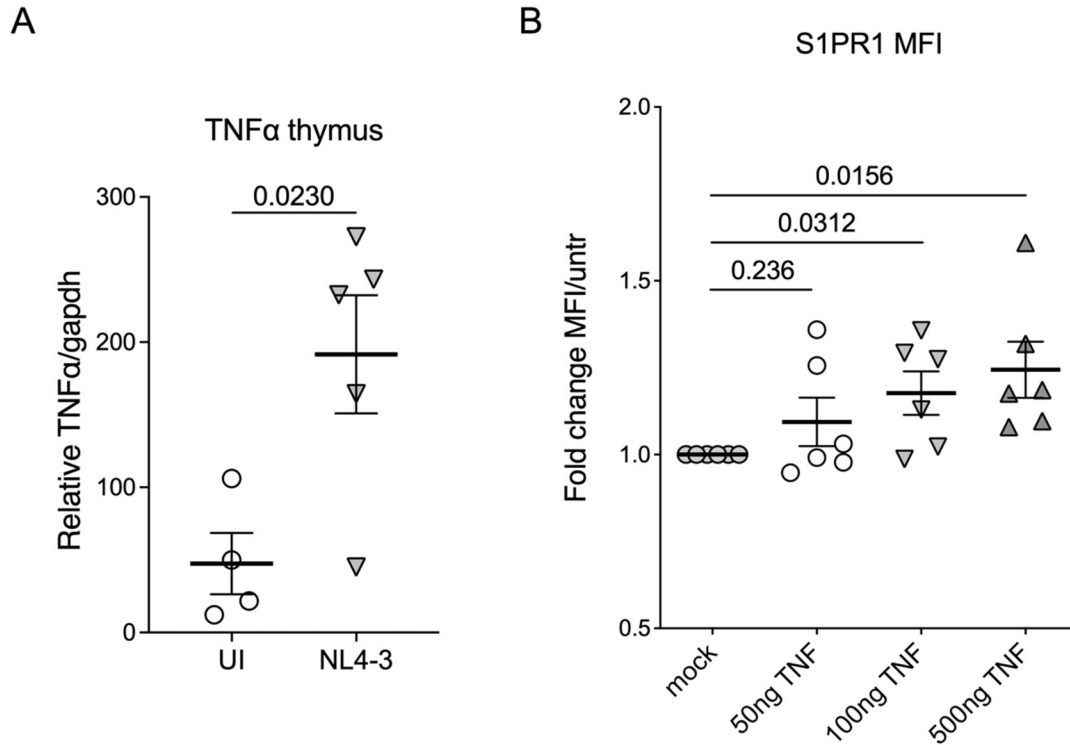 A
TNFα thymus
Relative TNFα/gapdh
300
200
100
0
0.0230
UI
NL4-3
B
S1PR1 MFI
Fold change MFI/untr
2.0
1.5
1.0
0.5
0.0156
0.0312
0.236
mock
50ng TNF
100ng TNF
500ng TNF